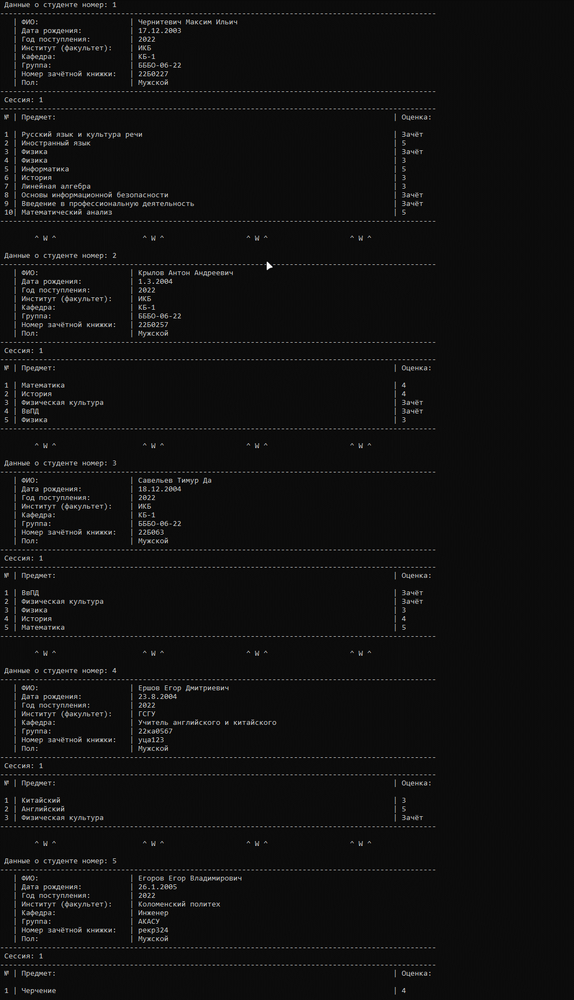 Данные о студенте номер: 1
--------------------------------------------------------------------------------
| ФИО: | Чернитевич Максим Ильич
| Дата рождения: | 17.12.2003
| Год поступления: | 2022
| Институт (факультет): | ИКБ
| Кафедра: | КБ-1
| Группа: | БББО-06-22
| Номер зачётной книжки: | 22Б0227
| Пол: | Мужской
--------------------------------------------------------------------------------
Сессия: 1
--------------------------------------------------------------------------------
№ | Предмет: | Оценка:
1 | Русский язык и культура речи | Зачёт
2 | Иностранный язык | 5
3 | Физика | Зачёт
4 | Физика | 3
5 | Информатика | 5
6 | История | 3
7 | Линейная алгебра | 3
8 | Основы информационной безопасности | Зачёт
9 | Введение в профессиональную деятельность | Зачёт
10| Математический анализ | 5
--------------------------------------------------------------------------------
^ W ^ ^ W ^ ^ W ^ ^ W ^
Данные о студенте номер: 2
--------------------------------------------------------------------------------
| ФИО: | Крылов Антон Андреевич
| Дата рождения: | 1.3.2004
| Год поступления: | 2022
| Институт (факультет): | ИКБ
| Кафедра: | КБ-1
| Группа: | БББО-06-22
| Номер зачётной книжки: | 22Б0257
| Пол: | Мужской
--------------------------------------------------------------------------------
Сессия: 1
--------------------------------------------------------------------------------
№ | Предмет: | Оценка:
1 | Математика | 4
2 | История | 4
3 | Физическая культура | Зачёт
4 | ВвПД | Зачёт
5 | Физика | 3
--------------------------------------------------------------------------------
^ W ^ ^ W ^ ^ W ^ ^ W ^
Данные о студенте номер: 3
--------------------------------------------------------------------------------
| ФИО: | Савельев Тимур Да
| Дата рождения: | 18.12.2004
| Год поступления: | 2022
| Институт (факультет): | ИКБ
| Кафедра: | КБ-1
| Группа: | БББО-06-22
| Номер зачётной книжки: | 22Б063
| Пол: | Мужской
--------------------------------------------------------------------------------
Сессия: 1
--------------------------------------------------------------------------------
№ | Предмет: | Оценка:
1 | ВвПД | Зачёт
2 | Физическая культура | Зачёт
3 | Физика | 3
4 | История | 4
5 | Математика | 5
--------------------------------------------------------------------------------
^ W ^ ^ W ^ ^ W ^ ^ W ^
Данные о студенте номер: 4
--------------------------------------------------------------------------------
| ФИО: | Ершов Егор Дмитриевич
| Дата рождения: | 23.8.2004
| Год поступления: | 2022
| Институт (факультет): | ГСГУ
| Кафедра: | Учитель английского и китайского
| Группа: | 22ка0567
| Номер зачётной книжки: | уца123
| Пол: | Мужской
--------------------------------------------------------------------------------
Сессия: 1
--------------------------------------------------------------------------------
№ | Предмет: | Оценка:
1 | Китайский | 3
2 | Английский | 5
3 | Физическая культура | Зачёт
--------------------------------------------------------------------------------
^ W ^ ^ W ^ ^ W ^ ^ W ^
Данные о студенте номер: 5
--------------------------------------------------------------------------------
| ФИО: | Егоров Егор Владимирович
| Дата рождения: | 26.1.2005
| Год поступления: | 2022
| Институт (факультет): | Коломенский политех
| Кафедра: | Инженер
| Группа: | АКАСУ
| Номер зачётной книжки: | рекр324
| Пол: | Мужской
--------------------------------------------------------------------------------
Сессия: 1
--------------------------------------------------------------------------------
№ | Предмет: | Оценка:
1 | Черчение | 4